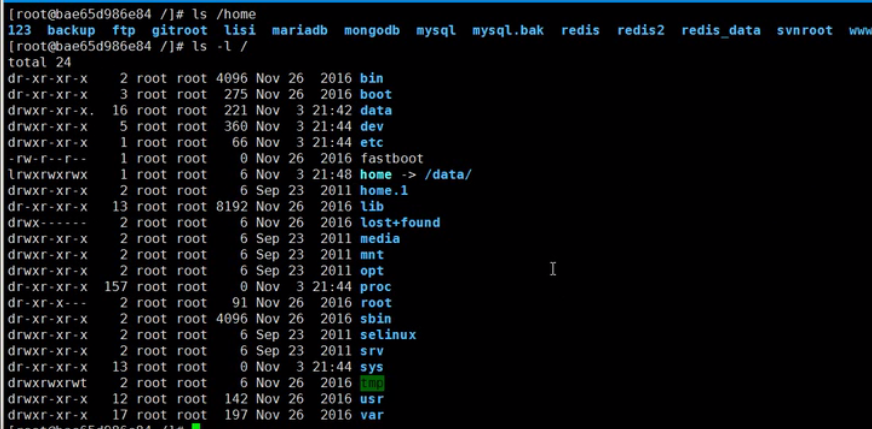 [root@bae65d986e84 /]# ls /home
123 backup ftp gitroot lisi mariadb mongodb mysql mysql.bak redis redis2 redis_data svnroot www
[root@bae65d986e84 /]# ls -l /
total 24
dr-xr-xr-x 2 root root 4096 Nov 26 2016 bin
dr-xr-xr-x 3 root root 275 Nov 26 2016 boot
drwxr-xr-x. 16 root root 221 Nov 3 21:42 data
drwxr-xr-x 5 root root 360 Nov 3 21:44 dev
drwxr-xr-x 1 root root 66 Nov 3 21:44 etc
-rw-r--r-- 1 root root 0 Nov 26 2016 fastboot
lrwxrwxrwx 1 root root 6 Nov 3 21:48 home -> /data/
drwxr-xr-x 2 root root 6 Sep 23 2011 home.1
dr-xr-xr-x 13 root root 8192 Nov 26 2016 lib
drwx------ 2 root root 6 Nov 26 2016 lost+found
drwxr-xr-x 2 root root 6 Sep 23 2011 media
drwxr-xr-x 2 root root 6 Sep 23 2011 mnt
drwxr-xr-x 2 root root 6 Sep 23 2011 opt
dr-xr-xr-x 157 root root 0 Nov 3 21:44 proc
dr-xr-x--- 2 root root 91 Nov 26 2016 root
dr-xr-xr-x 2 root root 4096 Nov 26 2016 sbin
drwxr-xr-x 2 root root 6 Sep 23 2011 selinux
drwxr-xr-x 2 root root 6 Sep 23 2011 srv
dr-xr-xr-x 13 root root 0 Nov 3 21:44 sys
drwxrwxrwt 2 root root 6 Nov 26 2016 tmp
drwxr-xr-x 12 root root 142 Nov 26 2016 usr
drwxr-xr-x 17 root root 197 Nov 26 2016 var
[root@bae65d986e84 /]#